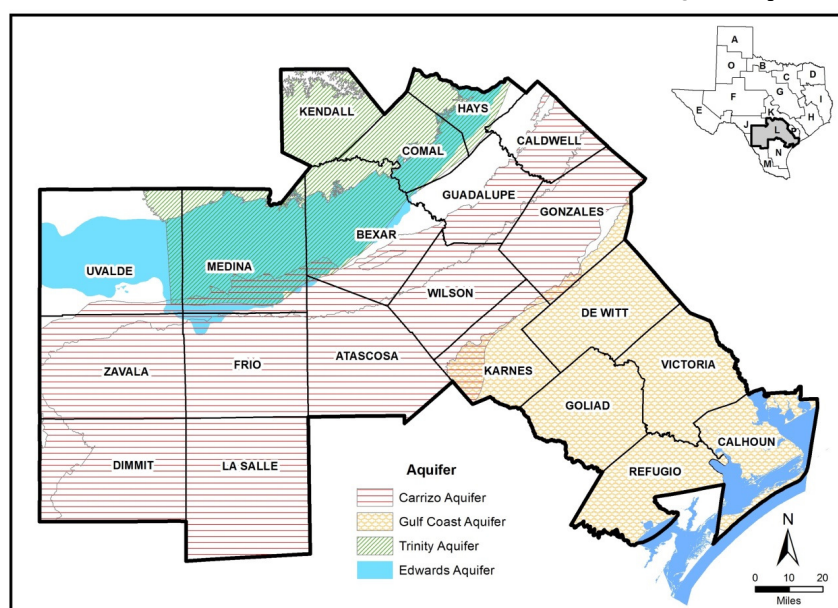 A
O
B
C
D
E
F
G
I
K
H
J
L
P
N
M
KENDALL
HAYS
COMAL
CALDWELL
GUADALUPE
GONZALES
BEXAR
UVALDE
MEDINA
WILSON
DE WITT
ZAVALA
FRIO
ATASCOSA
KARNES
VICTORIA
GOLIAD
CALHOUN
DIMMIT
LA SALLE
REFUGIO
Aquifer
Carrizo Aquifer
Gulf Coast Aquifer
Trinity Aquifer
Edwards Aquifer
N
0 10 20
Miles